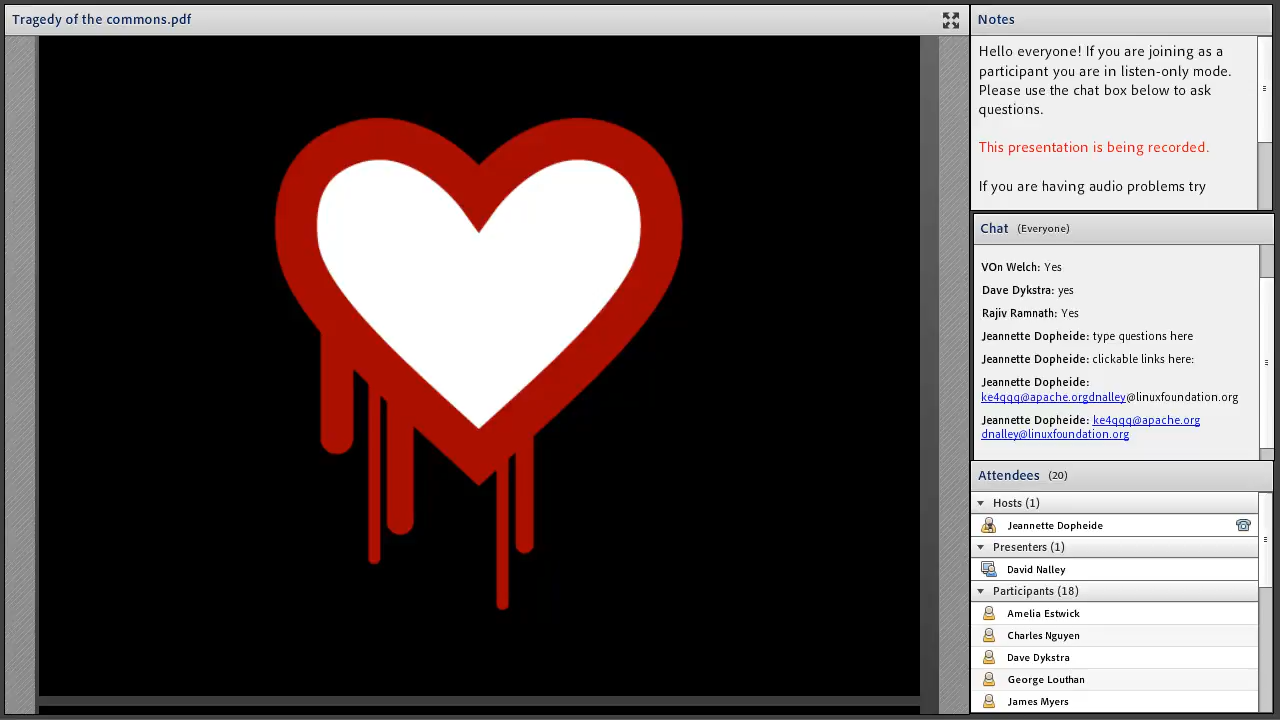 Tragedy of the commons.pdf
Notes
Hello everyone! If you are joining as a
participant you are in listen-only mode.
Please use the chat box below to ask
questions.
This presentation is being recorded.
If you are having audio problems try
Chat (Everyone)
VOn Welch: Yes
Dave Dykstra: yes
Rajiv Ramnath: Yes
Jeannette Dopheide: type questions here
Jeannette Dopheide: clickable links here:
Jeannette Dopheide:
ke4qqq@apache.orgdnalley@linuxfoundation.org
Jeannette Dopheide: ke4qqq@apache.org
dnalley@linuxfoundation.org
Attendees (20)
Hosts (1)
Jeannette Dopheide
Presenters (1)
David Nalley
Participants (18)
Amelia Estwick
Charles Nguyen
Dave Dykstra
George Louthan
James Myers